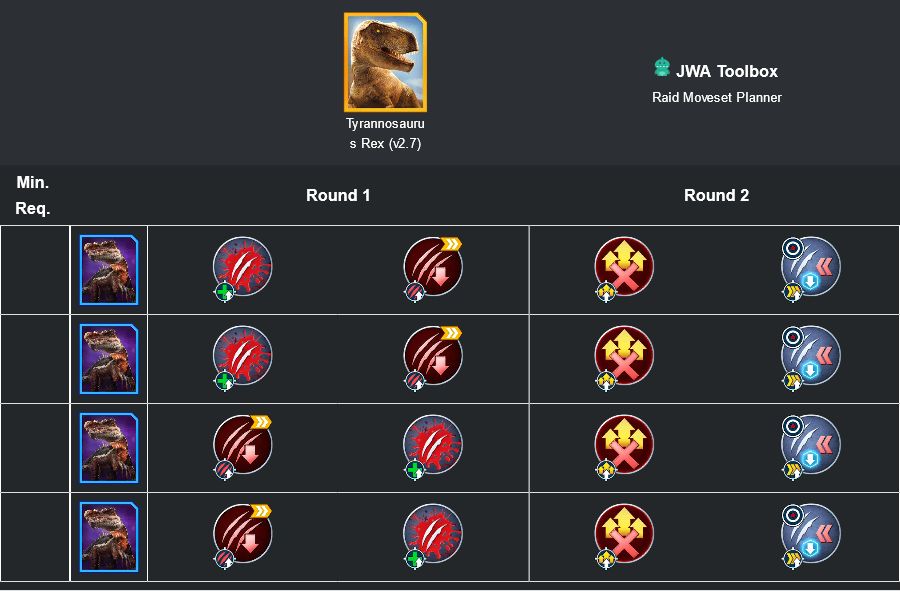 JWA Toolbox
Raid Moveset Planner
Tyrannosauru
s Rex (v2.7)
Min.
Req.
Round 1
Round 2